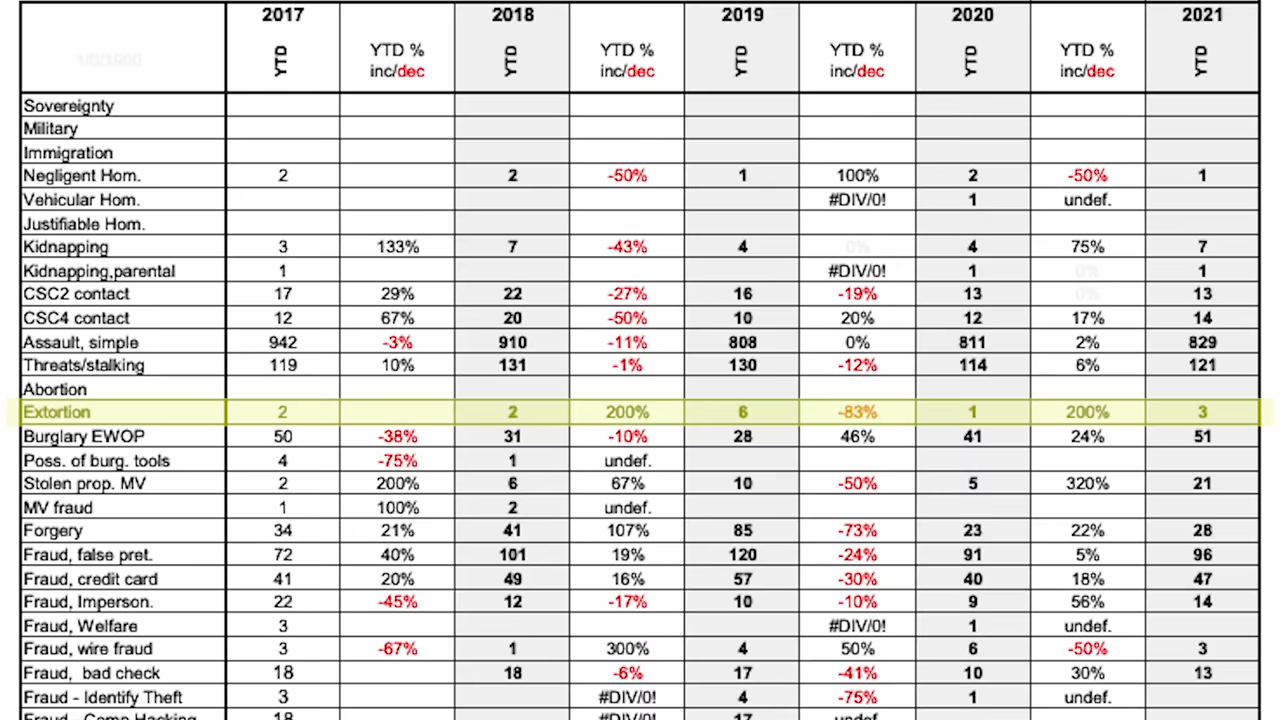 2017 2018 2019 2020 2021
YTD YTD % YTD YTD % YTD YTD % YTD YTD % YTD
inc/dec inc/dec inc/dec inc/dec
Sovereignty
Military
Immigration
Negligent Hom. 2 2 -50% 1 100% 2 -50% 1
Vehicular Hom. #DIV/0! 1 undef.
Justifiable Hom.
Kidnapping 3 133% 7 -43% 4 0% 4 75% 7
Kidnapping,parental 1 #DIV/0! 1 0% 1
CSC2 contact 17 29% 22 -27% 16 -19% 13 0% 13
CSC4 contact 12 67% 20 -50% 10 20% 12 17% 14
Assault, simple 942 -3% 910 -11% 808 0% 811 2% 829
Threats/stalking 119 10% 131 -1% 130 -12% 114 6% 121
Abortion
Extortion 2 2 200% 6 -83% 1 200% 3
Burglary EWOP 50 -38% 31 -10% 28 46% 41 24% 51
Poss. of burg. tools 4 -75% 1 undef.
Stolen prop. MV 2 200% 6 67% 10 -50% 5 320% 21
MV fraud 1 100% 2 undef.
Forgery 34 21% 41 107% 85 -73% 23 22% 28
Fraud, false pret. 72 40% 101 19% 120 -24% 91 5% 96
Fraud, credit card 41 20% 49 16% 57 -30% 40 18% 47
Fraud, Imperson. 22 -45% 12 -17% 10 -10% 9 56% 14
Fraud, Welfare 3 #DIV/0! 1 undef.
Fraud, wire fraud 3 -67% 1 300% 4 50% 6 -50% 3
Fraud, bad check 18 18 -6% 17 -41% 10 30% 13
Fraud - Identify Theft 3 #DIV/0! 4 -75% 1 undef.
Fraud - Comp Hacking 18 #DIV/0! 17 undef.